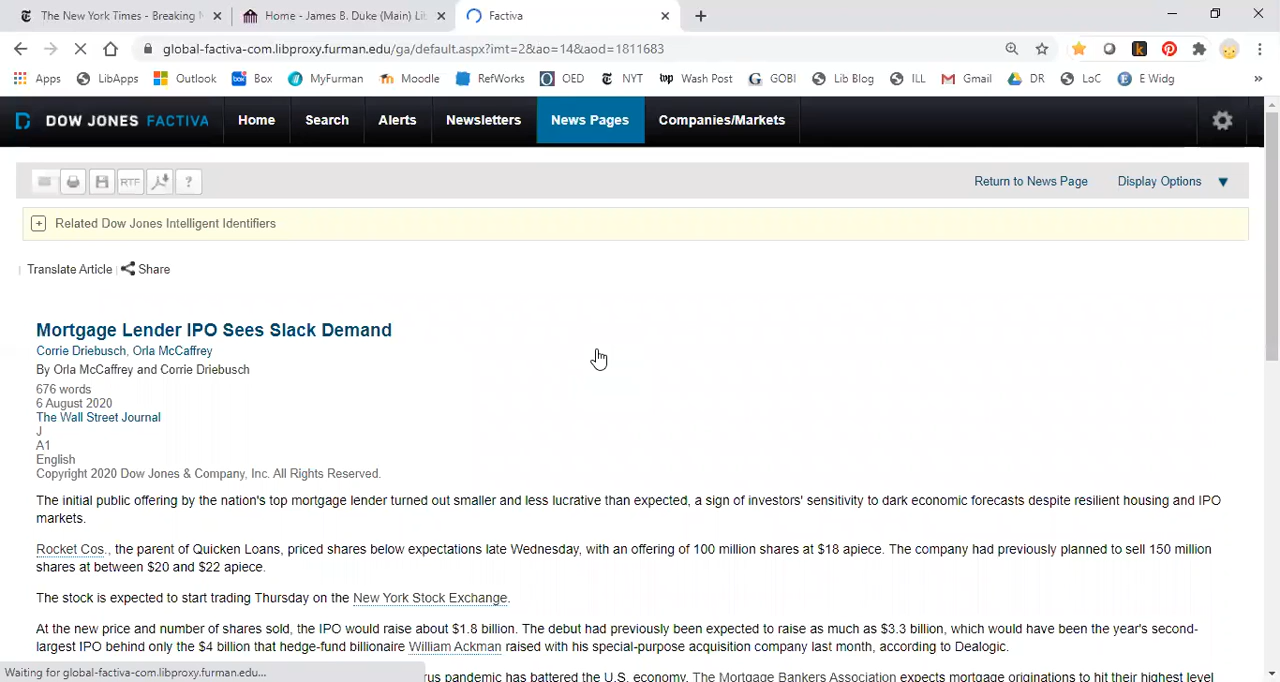 The New York Times - Breaking N
Home - James B. Duke (Main) Lib
Factiva
global-factiva-com.libproxy.furman.edu/ga/default.aspx?imt=2&ao=14&aod=1811683
Apps LibApps Outlook Box MyFurman Moodle RefWorks OED NYT Wash Post GOBI Lib Blog ILL Gmail DR LoC E Widg »
DOW JONES FACTIVA Home Search Alerts Newsletters News Pages Companies/Markets
RTF ? Return to News Page Display Options
+ Related Dow Jones Intelligent Identifiers
Translate Article Share
Mortgage Lender IPO Sees Slack Demand
Corrie Driebusch, Orla McCaffrey
By Orla McCaffrey and Corrie Driebusch
676 words
6 August 2020
The Wall Street Journal
J
A1
English
Copyright 2020 Dow Jones & Company, Inc. All Rights Reserved.
The initial public offering by the nation's top mortgage lender turned out smaller and less lucrative than expected, a sign of investors' sensitivity to dark economic forecasts despite resilient housing and IPO
markets.
Rocket Cos., the parent of Quicken Loans, priced shares below expectations late Wednesday, with an offering of 100 million shares at $18 apiece. The company had previously planned to sell 150 million
shares at between $20 and $22 apiece.
The stock is expected to start trading Thursday on the New York Stock Exchange.
At the new price and number of shares sold, the IPO would raise about $1.8 billion. The debut had previously been expected to raise as much as $3.3 billion, which would have been the year's second-
largest IPO behind only the $4 billion that hedge-fund billionaire William Ackman raised with his special-purpose acquisition company last month, according to Dealogic.
Waiting for global-factiva-com.libproxy.furman.edu...
rus pandemic has battered the U.S. economy. The Mortgage Bankers Association expects mortgage originations to hit their highest level